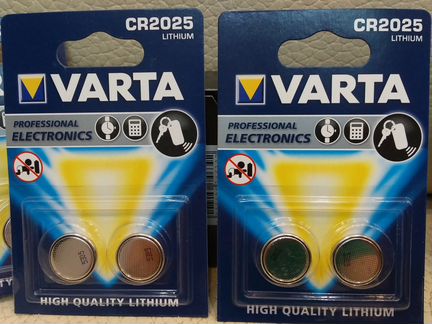 CR2025
LITHIUM
VARTA
PROFESSIONAL
ELECTRONICS
HIGH QUALITY LITHIUM
CR2025
LITHIUM
VARTA
PROFESSIONAL
ELECTRONICS
HIGH QUALITY LITHIUM